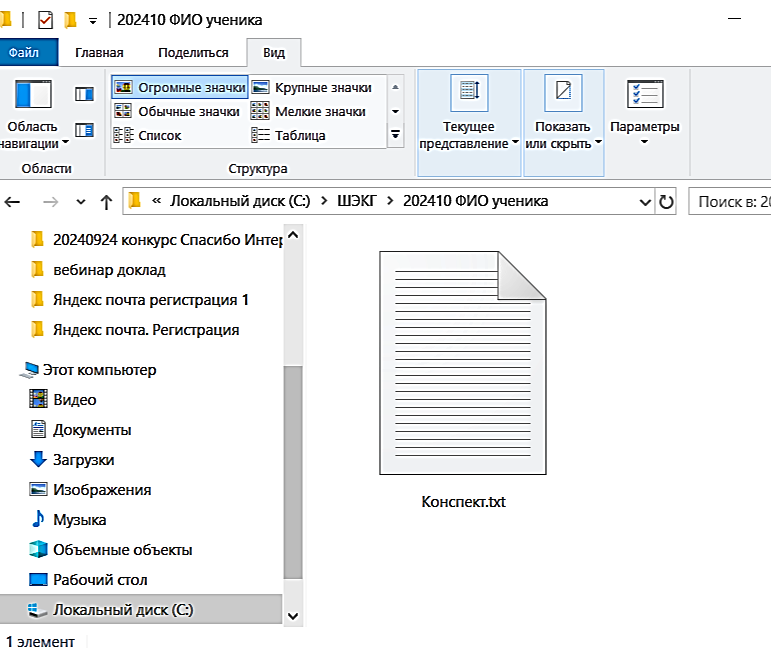 202410 ФИО ученика
Файл Главная Поделиться Вид
Огромные значки Крупные значки
Обычные значки Мелкие значки
Список Таблица
Область навигации
Текущее представление
Показать или скрыть
Параметры
Области Структура
« Локальный диск (C:) > ШЭКГ > 202410 ФИО ученика
Поиск в: 20
20240924 конкурс Спасибо Интер
вебинар доклад
Яндекс почта регистрация 1
Яндекс почта. Регистрация
Этот компьютер
Видео
Документы
Загрузки
Изображения
Музыка
Объемные объекты
Рабочий стол
Локальный диск (C:)
Конспект.txt
1 элемент